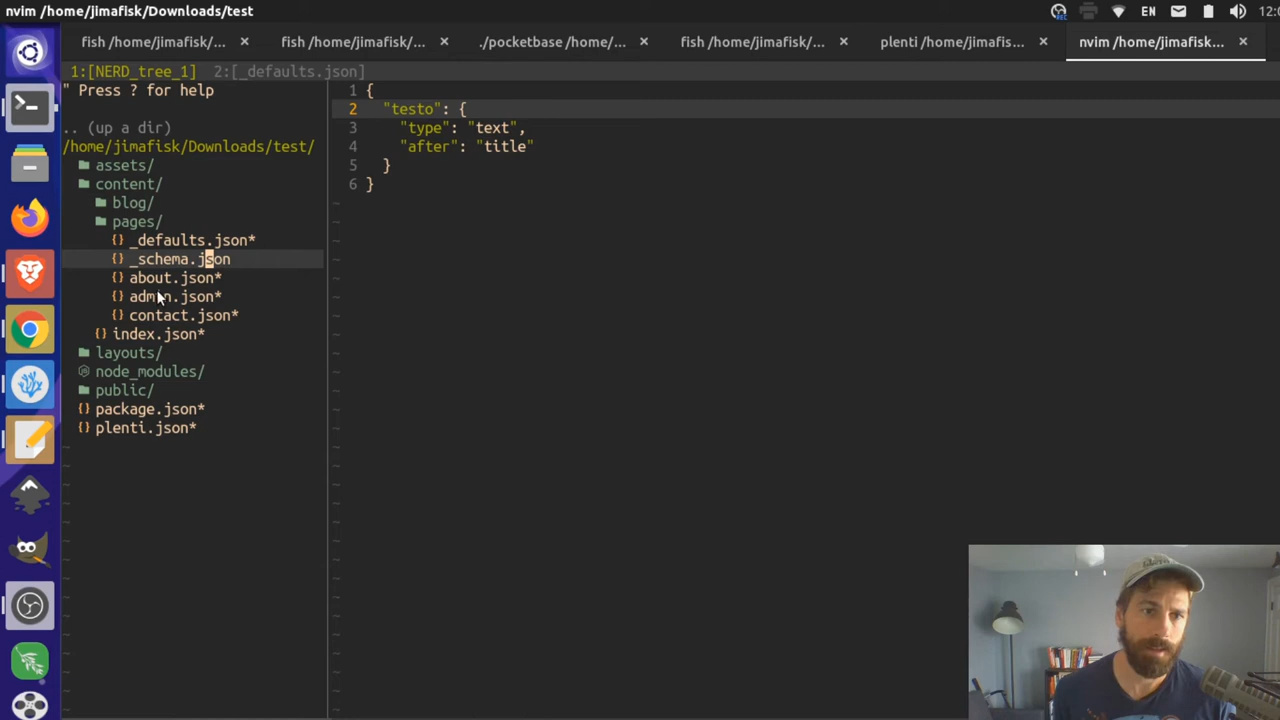 nvim /home/jimafisk/Downloads/test
EN
fish /home/jimafisk/...
fish /home/jimafisk/...
./pocketbase /home/...
fish /home/jimafisk/...
plenti /home/jimafis...
nvim /home/jimafisk...
1:[NERD_tree_1] 2:[_defaults.json]
" Press ? for help
.. (up a dir)
/home/jimafisk/Downloads/test/
assets/
content/
blog/
pages/
{} _defaults.json*
{} _schema.json
{} about.json*
{} admin.json*
{} contact.json*
{} index.json*
layouts/
node_modules/
public/
{} package.json*
{} plenti.json*
1 {
2 "testo": {
3 "type": "text",
4 "after": "title"
5 }
6 }